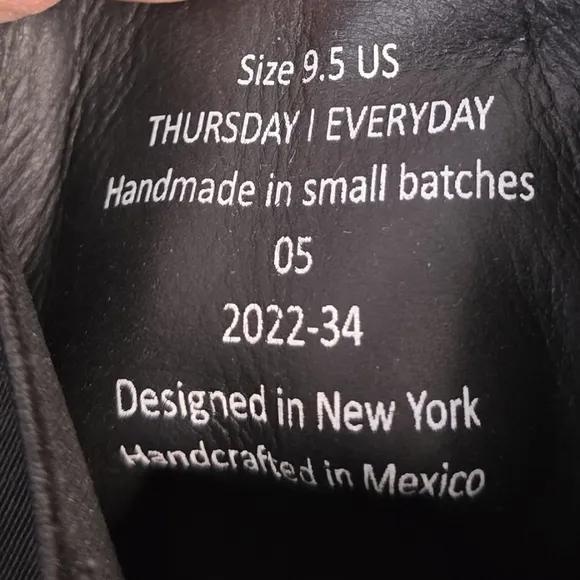 Size 9.5 US
THURSDAY | EVERYDAY
Handmade in small batches
05
2022-34
Designed in New York
Handcrafted in Mexico